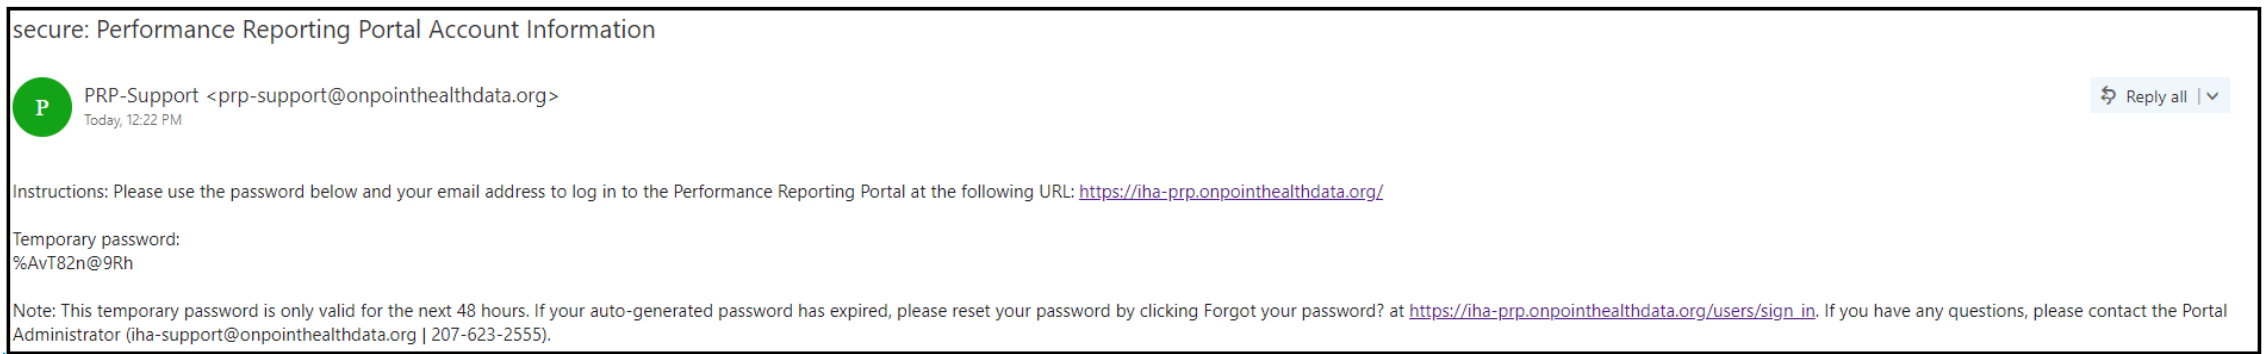 secure: Performance Reporting Portal Account Information
P
PRP-Support <prp-support@onpointhealthdata.org>
Today, 12:22 PM
Reply all
Instructions: Please use the password below and your email address to log in to the Performance Reporting Portal at the following URL: https://iha-prp.onpointhealthdata.org/
Temporary password:
%AvT82n@9Rh
Note: This temporary password is only valid for the next 48 hours. If your auto-generated password has expired, please reset your password by clicking Forgot your password? at https://iha-prp.onpointhealthdata.org/users/sign_in. If you have any questions, please contact the Portal
Administrator (iha-support@onpointhealthdata.org | 207-623-2555).